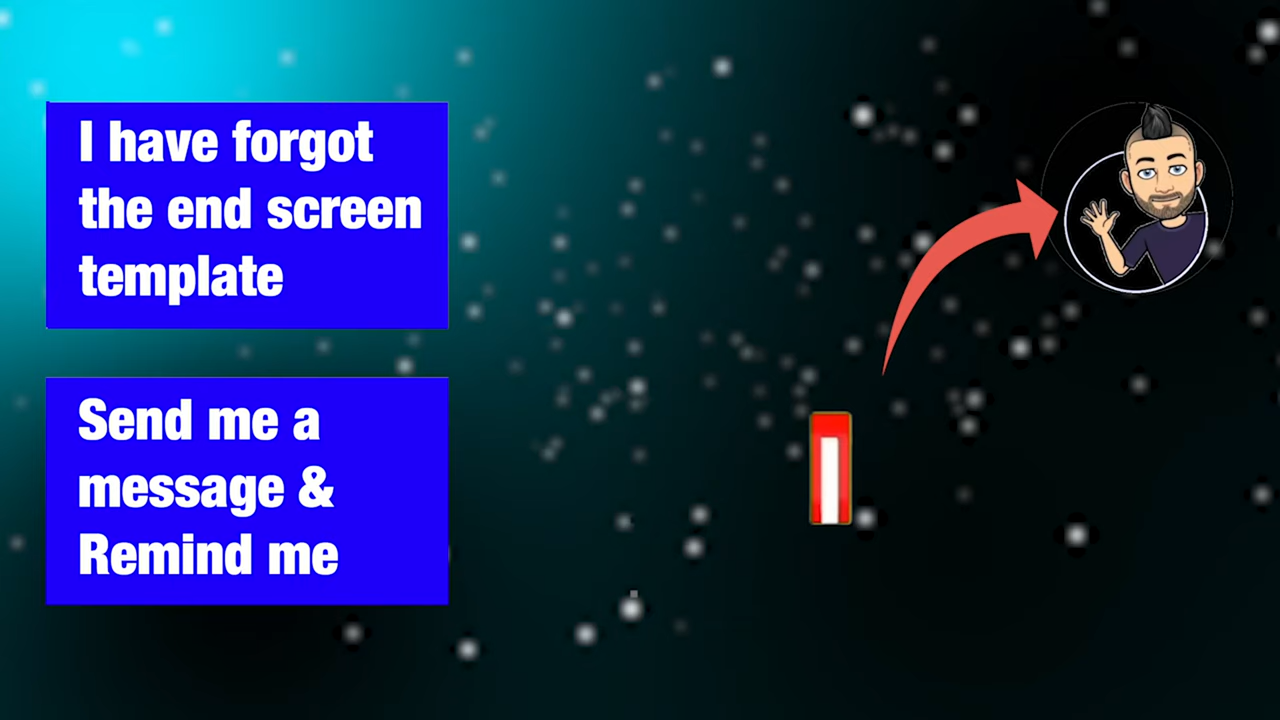 I have forgot
the end screen
template
Send me a
message &
Remind me